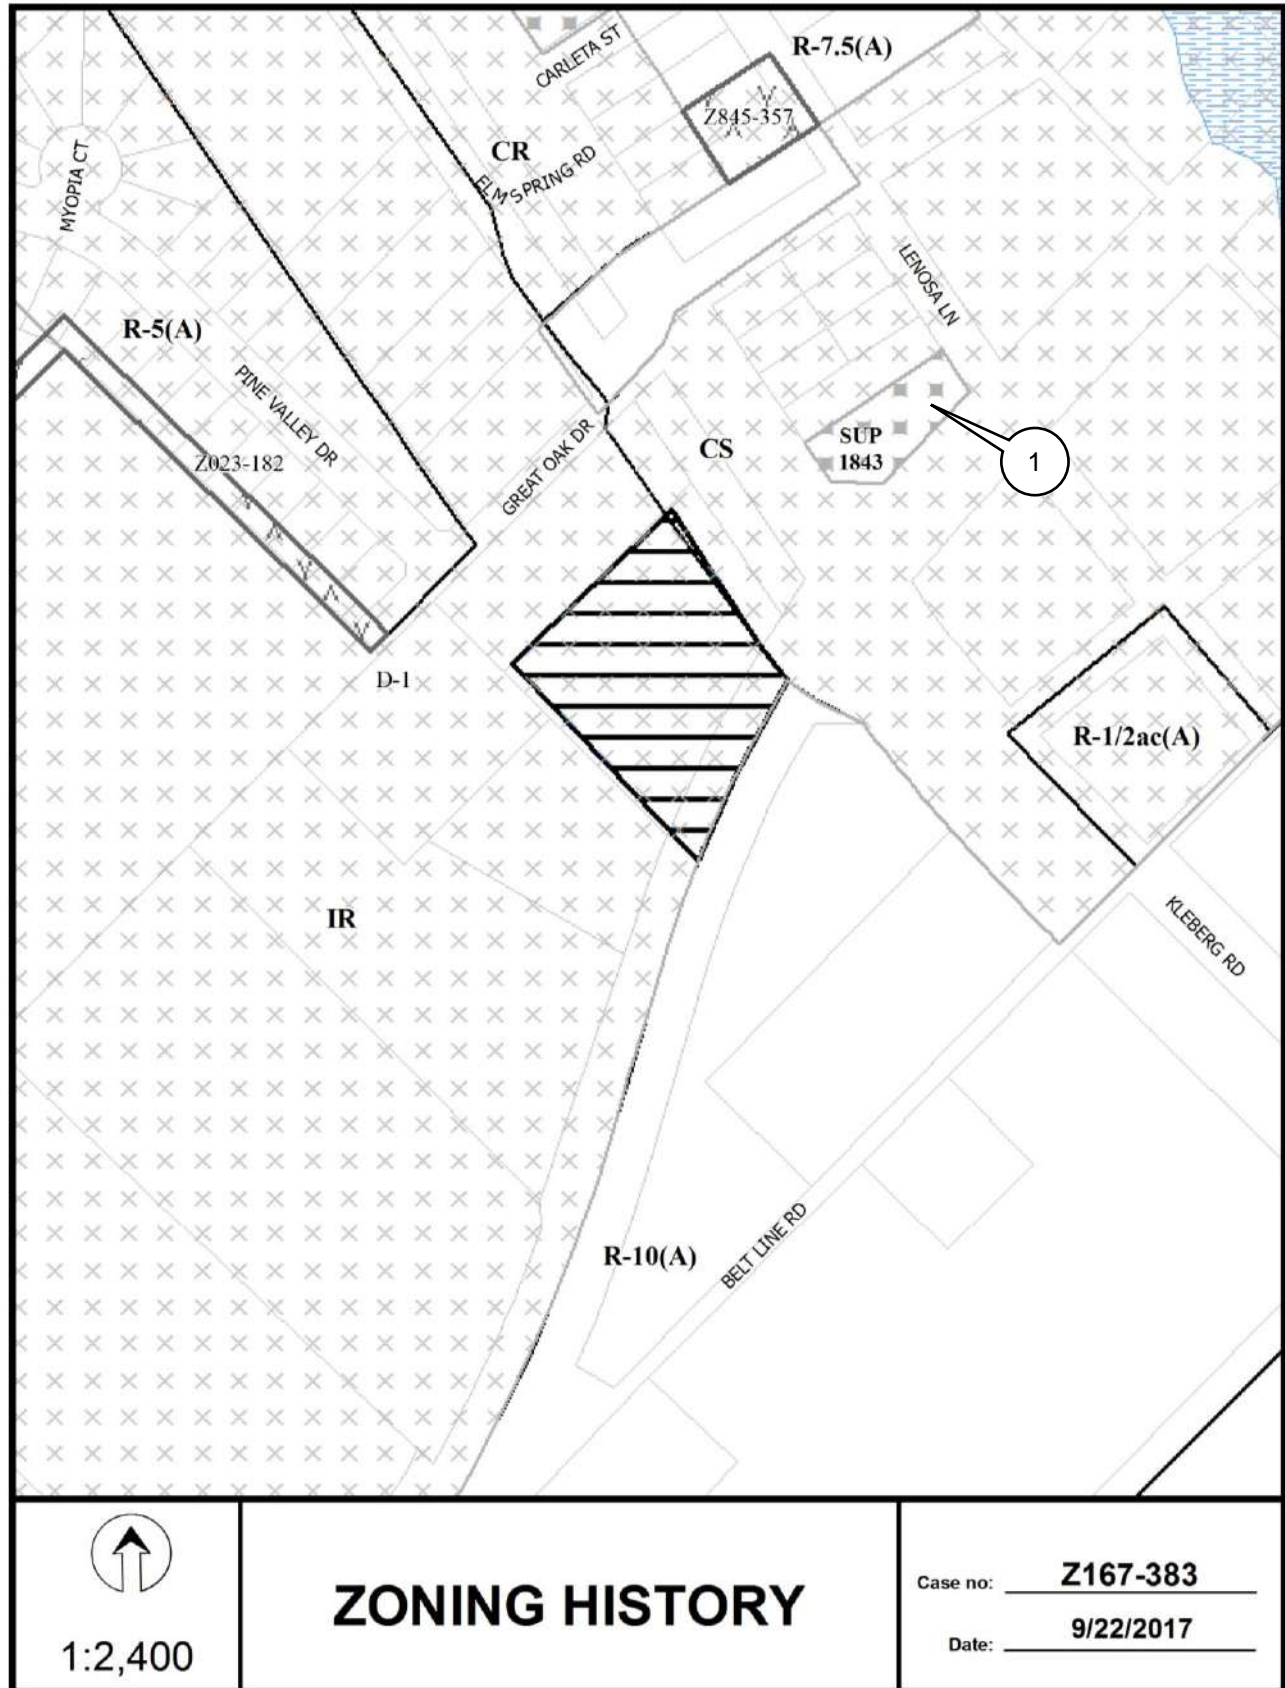 CARLETA ST
R-7.5(A)
Z845-357
CR
ELMSPRING RD
MYOPIA CT
LENOSA LN
R-5(A)
PINE VALLEY DR
Z023-182
GREAT OAK DR
CS
SUP
1843
1
D-1
R-1/2ac(A)
IR
KLEBERG RD
R-10(A)
BELT LINE RD
1:2,400
ZONING HISTORY
Case no: Z167-383
Date: 9/22/2017